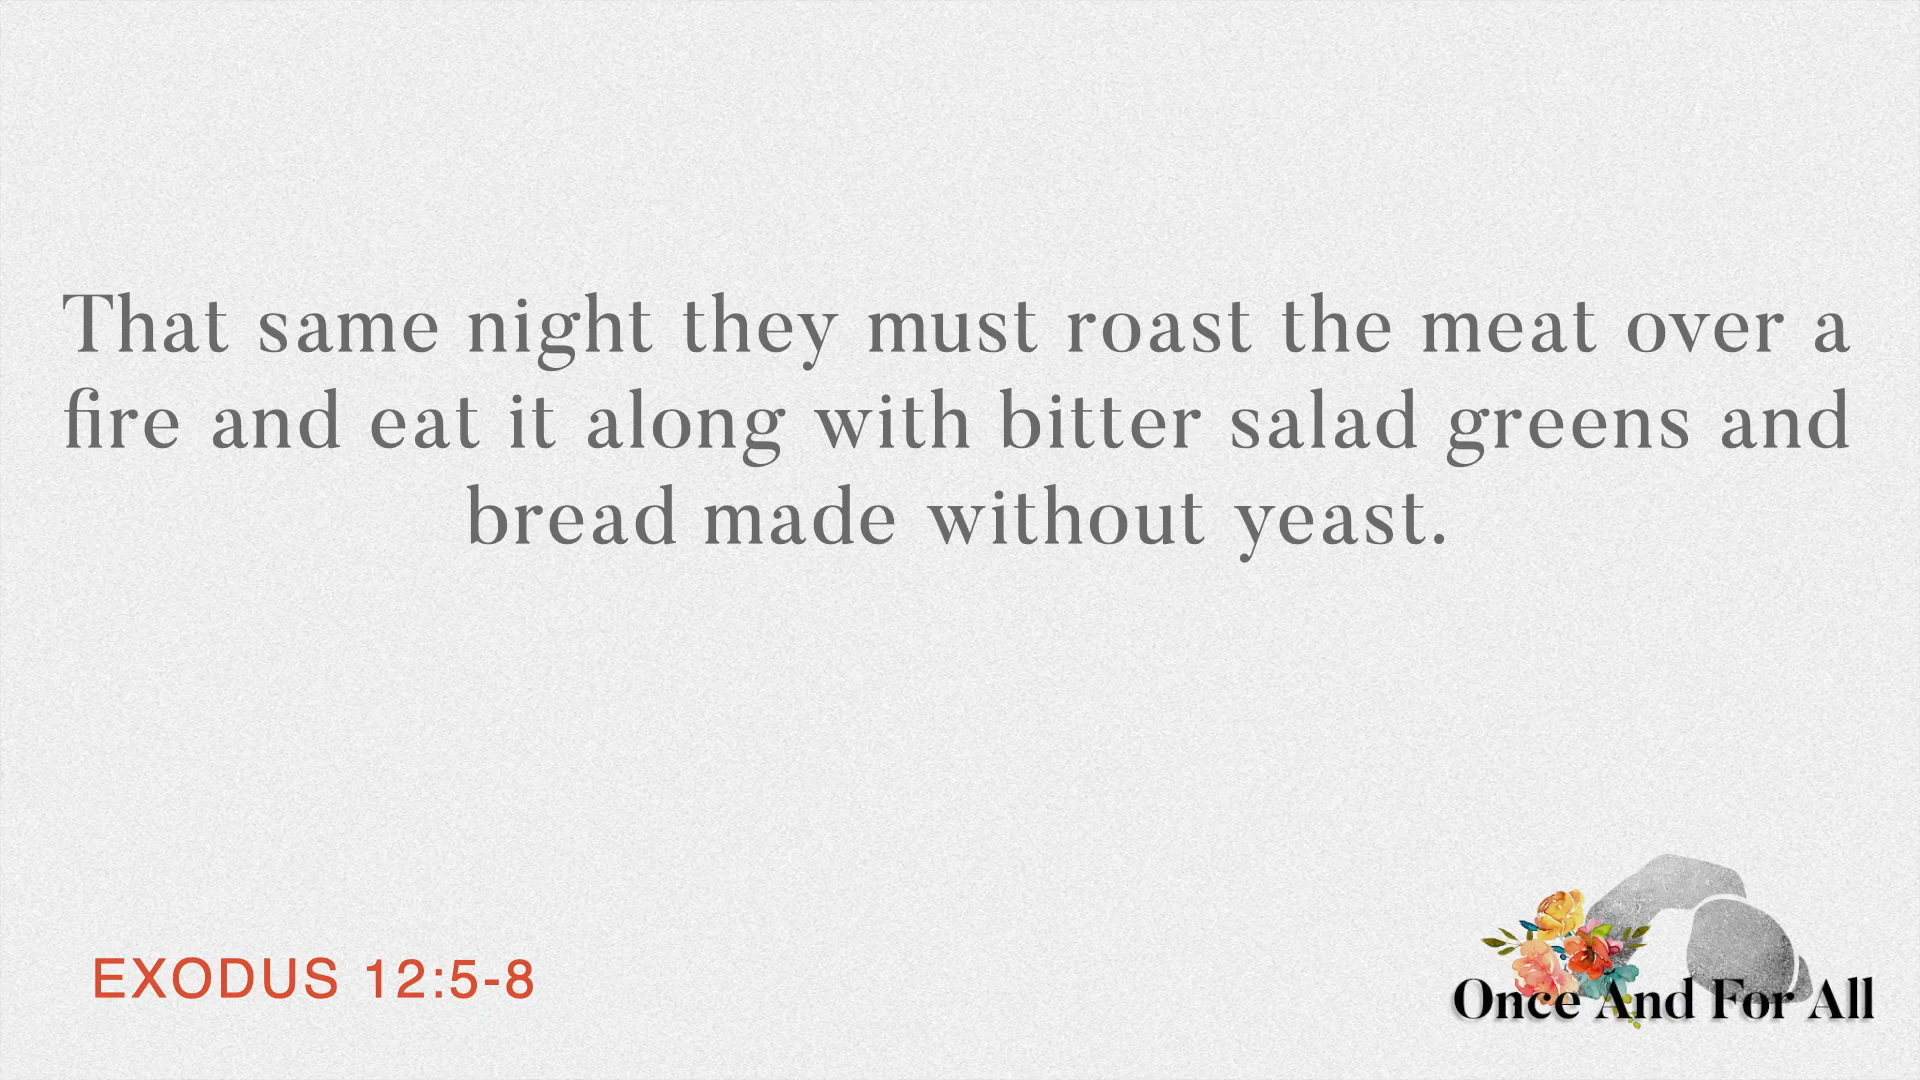 That same night they must roast the meat over a
fire and eat it along with bitter salad greens and
bread made without yeast.
EXODUS 12:5-8
Once And For All